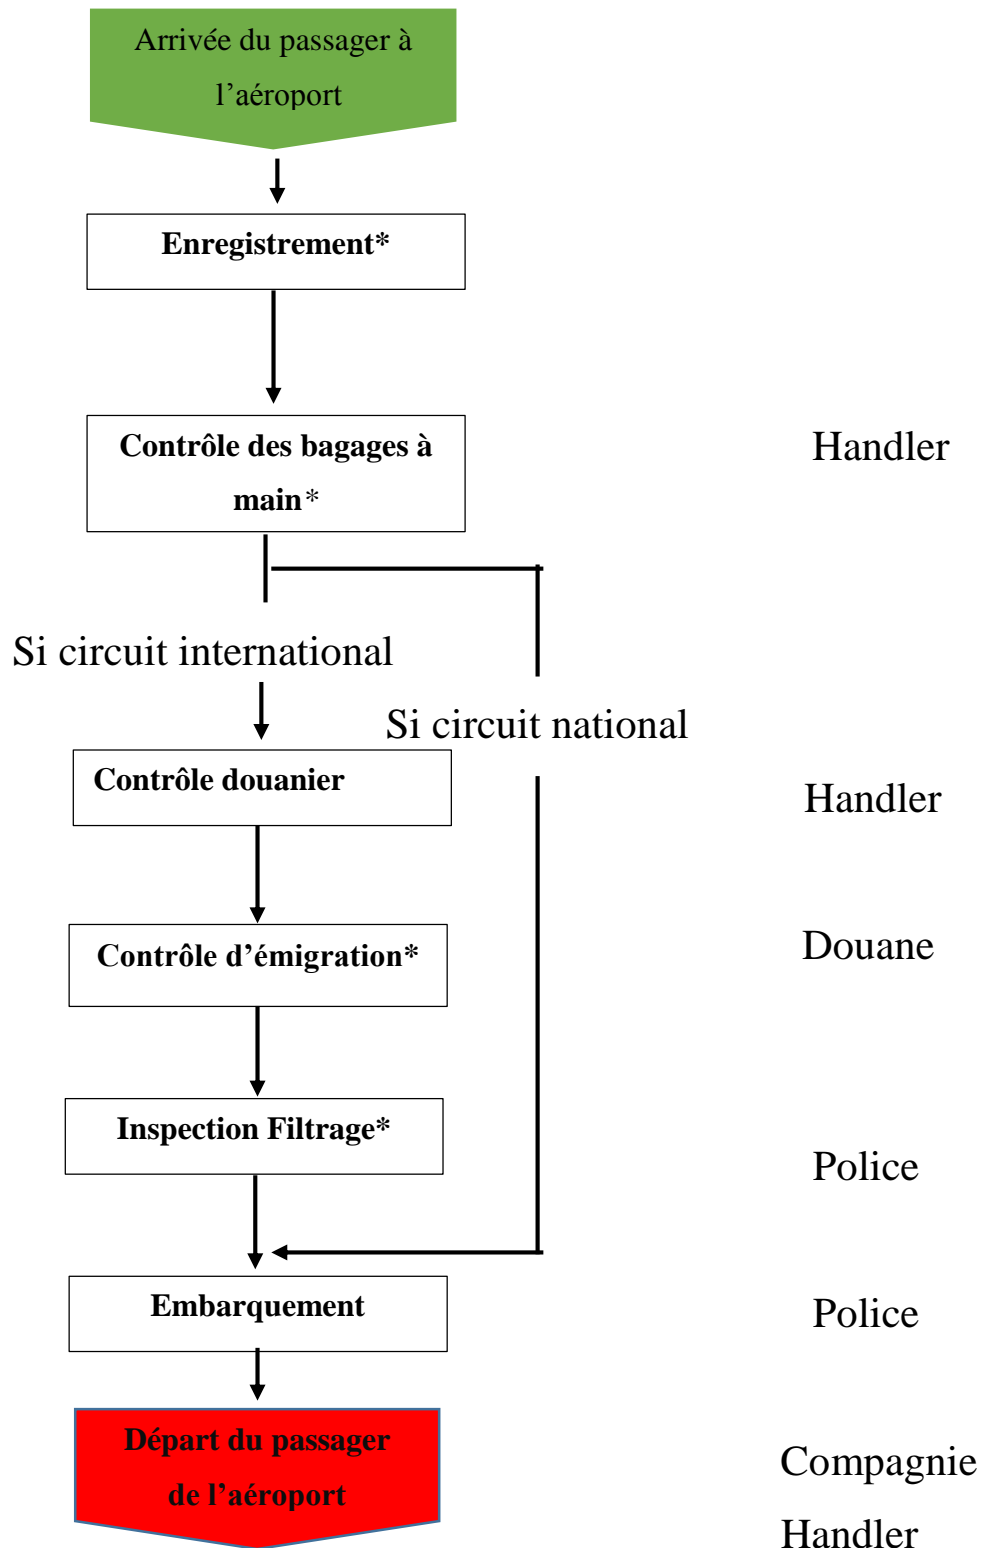 Arrivée du passager à
l’aéroport
Enregistrement*
Contrôle des bagages à
main*
Handler
Si circuit international
Si circuit national
Contrôle douanier
Handler
Contrôle d’émigration*
Douane
Inspection Filtrage*
Police
Embarquement
Police
Départ du passager
de l’aéroport
Compagnie
Handler